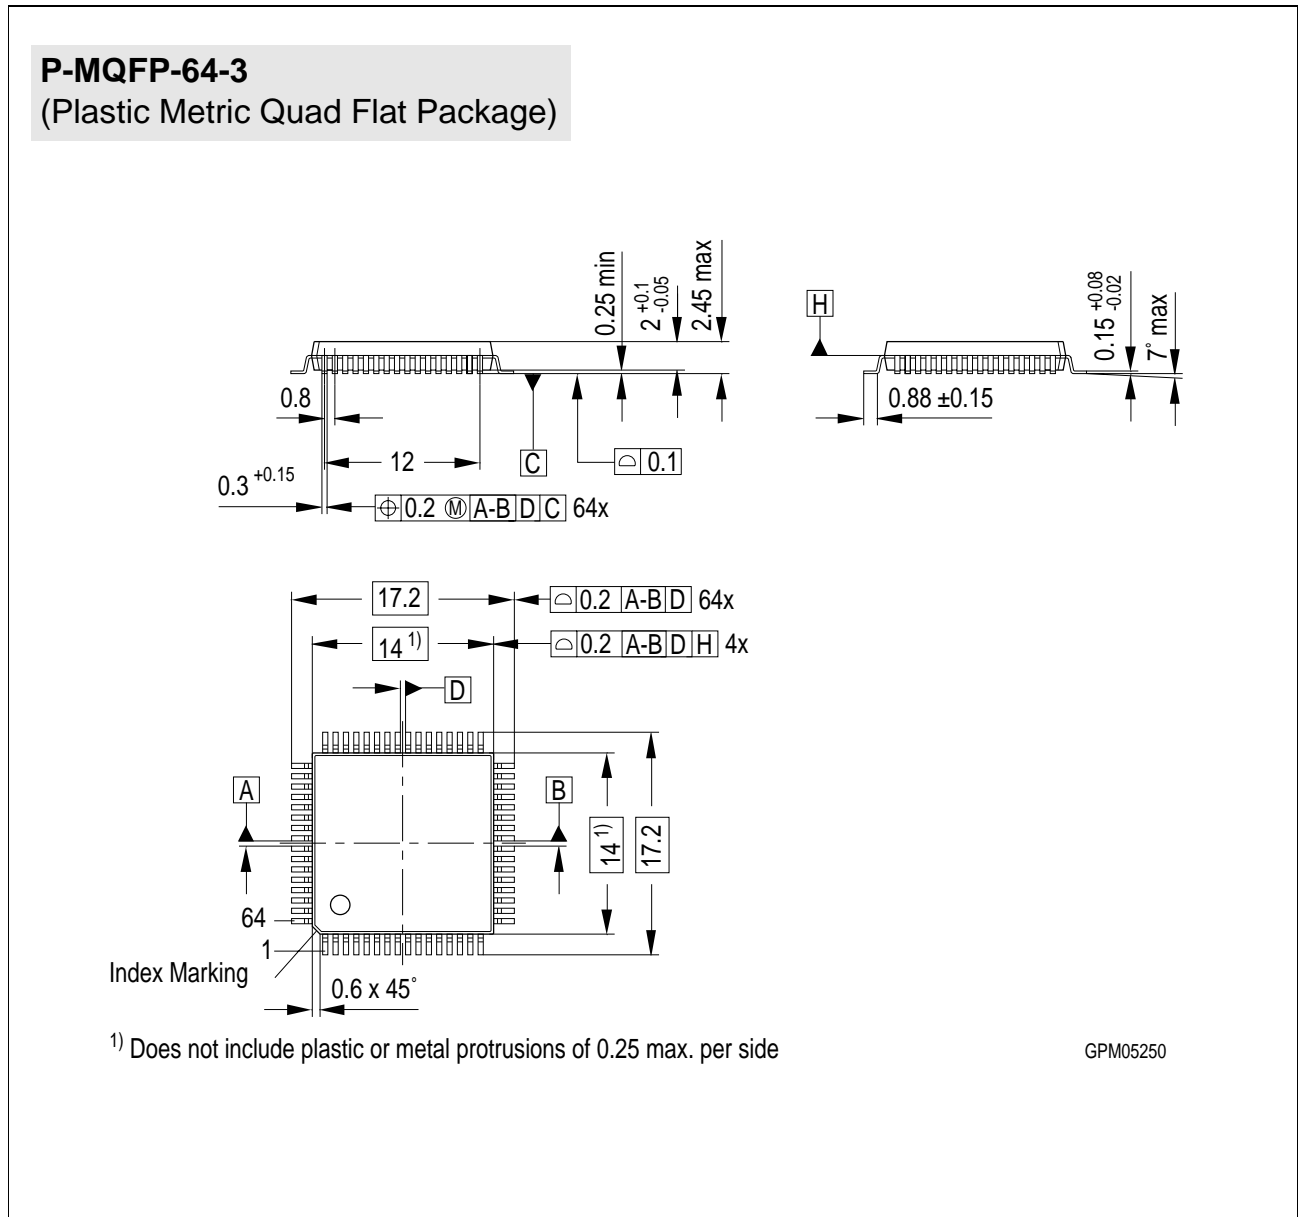 P-MQFP-64-3
(Plastic Metric Quad Flat Package)
0.25 min
2 +0.1 -0.05
2.45 max
H
0.15 +0.08 -0.02
7° max
0.8
12
C
0.1
0.88 ±0.15
0.3 +0.15
0.2 Ⓜ A-B D C 64x
17.2
0.2 A-B D 64x
14 1)
0.2 A-B D H 4x
D
A
B
14 1)
17.2
64
1
Index Marking
0.6 x 45°
1) Does not include plastic or metal protrusions of 0.25 max. per side
GPM05250